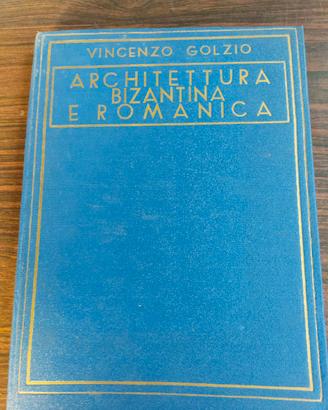 VINCENZO GOLZIO
ARCHITETTURA
BIZANTINA
E ROMANICA